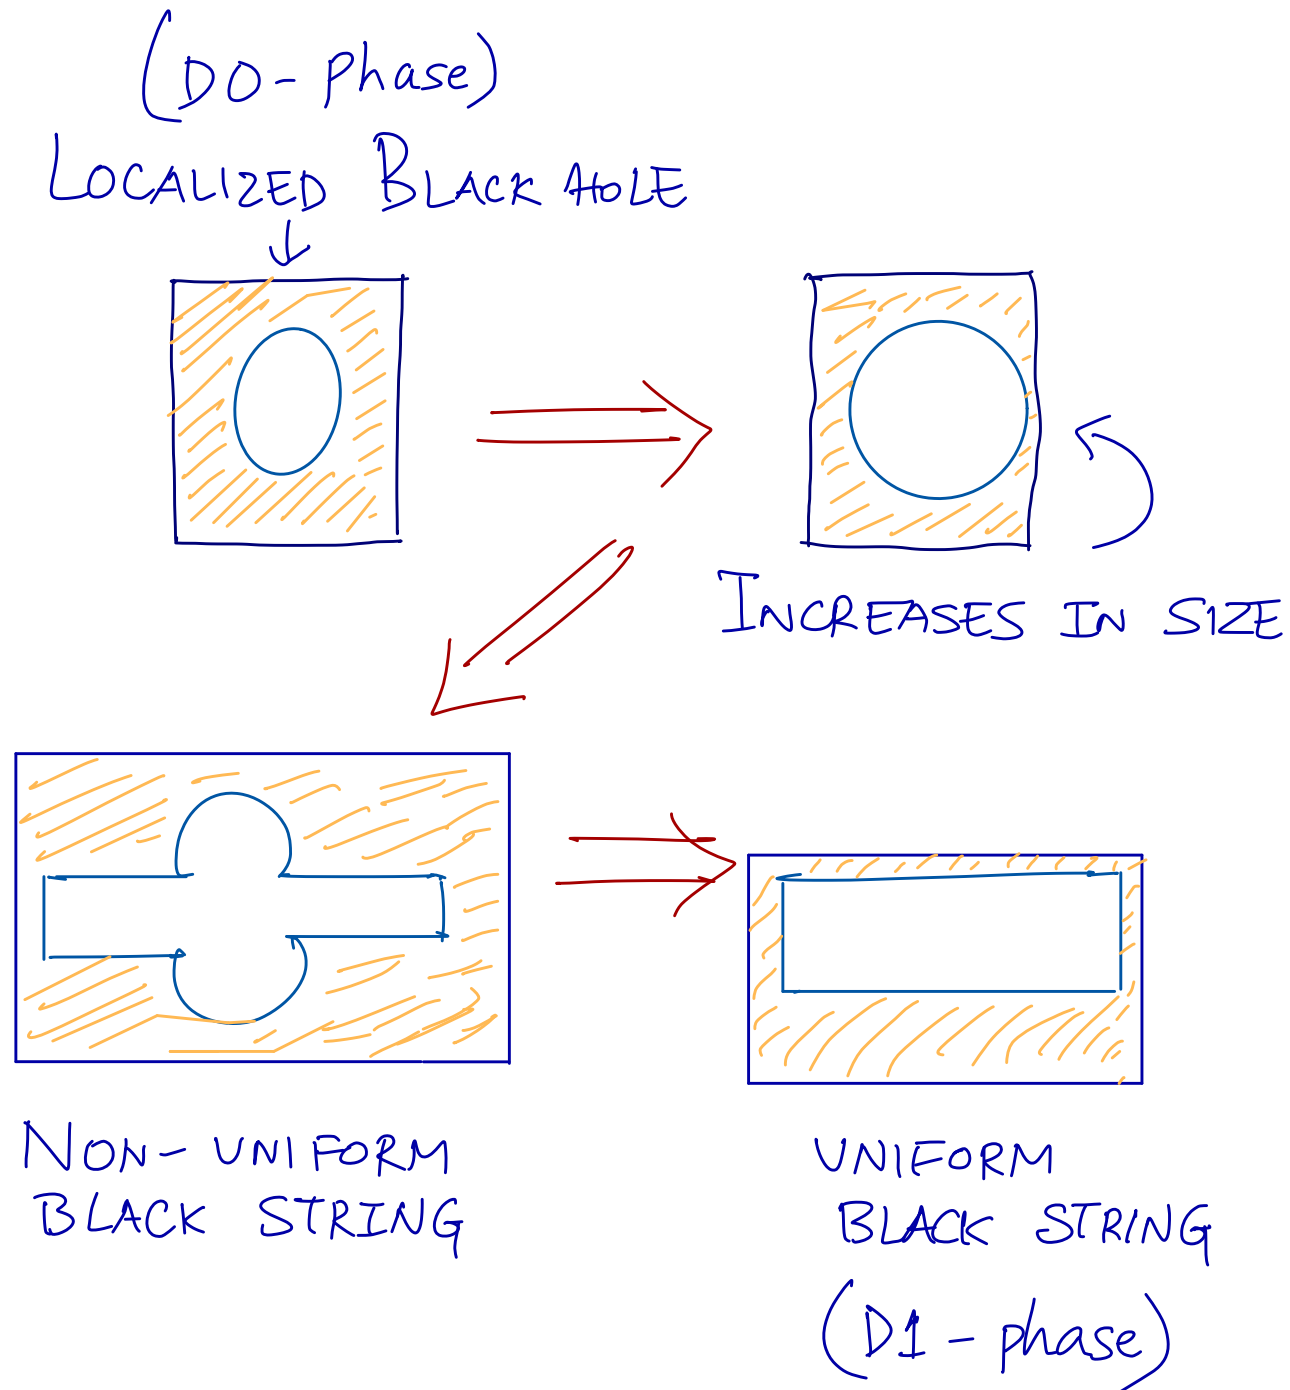 (D0-Phase)
LOCALIZED BLACK HOLE
INCREASES IN SIZE
NON-UNIFORM
BLACK STRING
UNIFORM
BLACK STRING
(D1-phase)